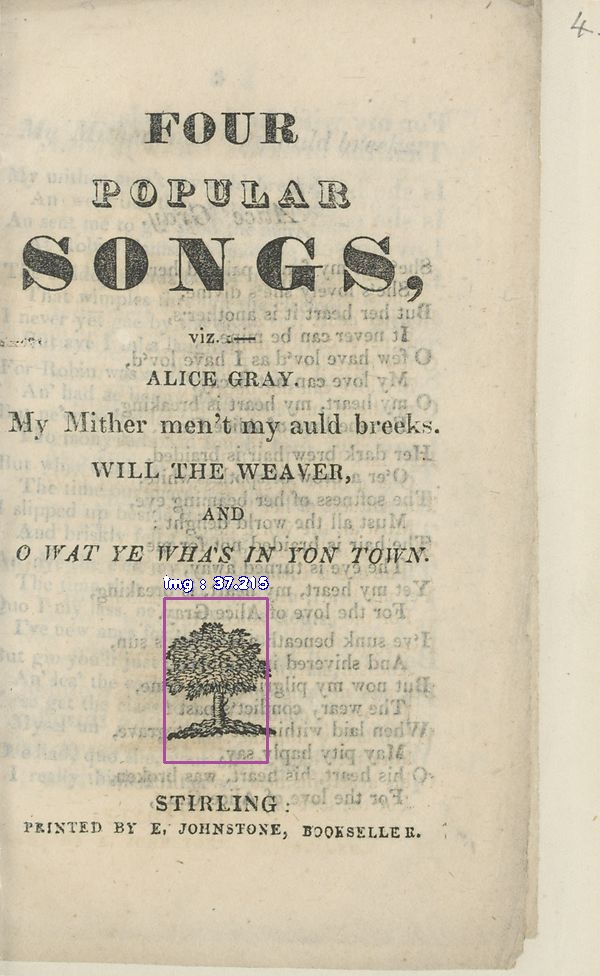 4.
FOUR
POPULAR
SONGS,
viz.:—
ALICE GRAY.
My Mither men't my auld breeks.
WILL THE WEAVER,
AND
O WAT YE WHA'S IN YON TOWN.
img : 37.215
STIRLING:
PRINTED BY E. JOHNSTONE, BOOKSELLER.